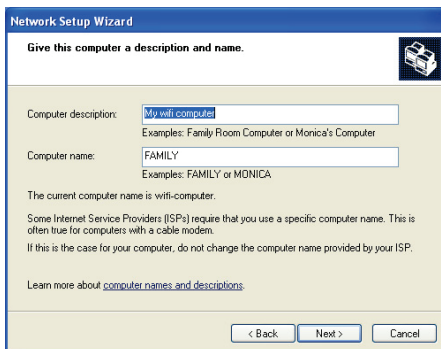 Network Setup Wizard
Give this computer a description and name.
Computer description:
My wifi computer
Examples: Family Room Computer or Monica's Computer
Computer name:
FAMILY
Examples: FAMILY or MONICA
The current computer name is wifi-computer.
Some Internet Service Providers (ISPs) require that you use a specific computer name. This is
often true for computers with a cable modem.
If this is the case for your computer, do not change the computer name provided by your ISP.
Learn more about computer names and descriptions.
< Back
Next >
Cancel